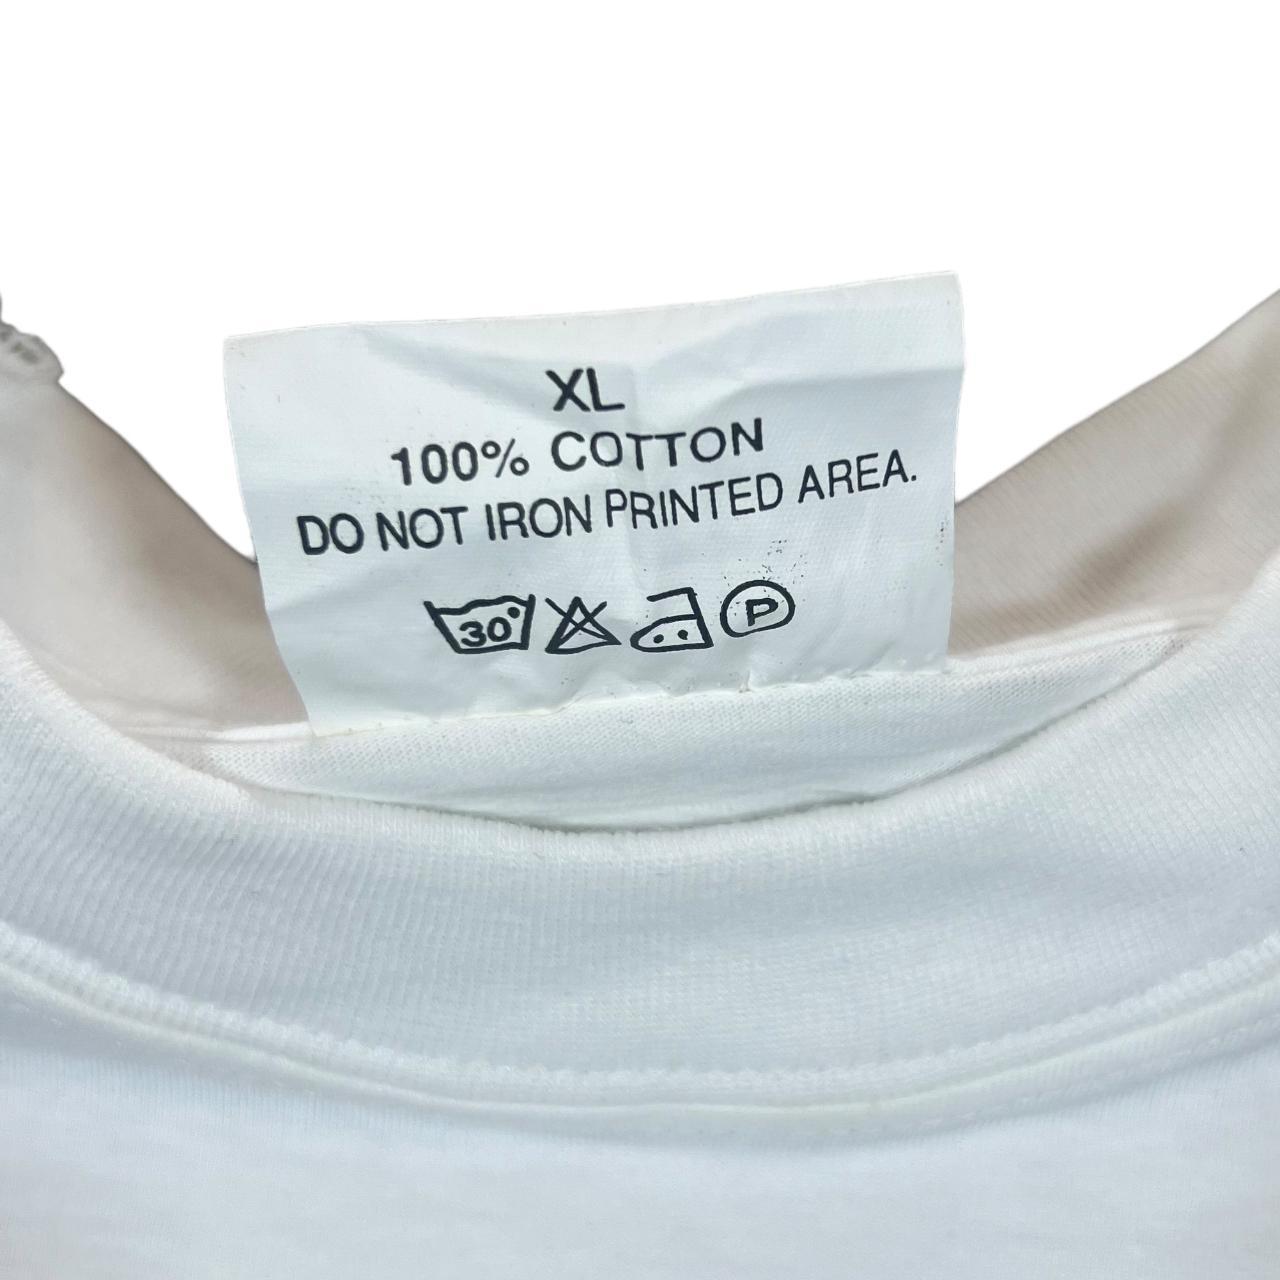 XL
100% COTTON
DO NOT IRON PRINTED AREA.
30° P